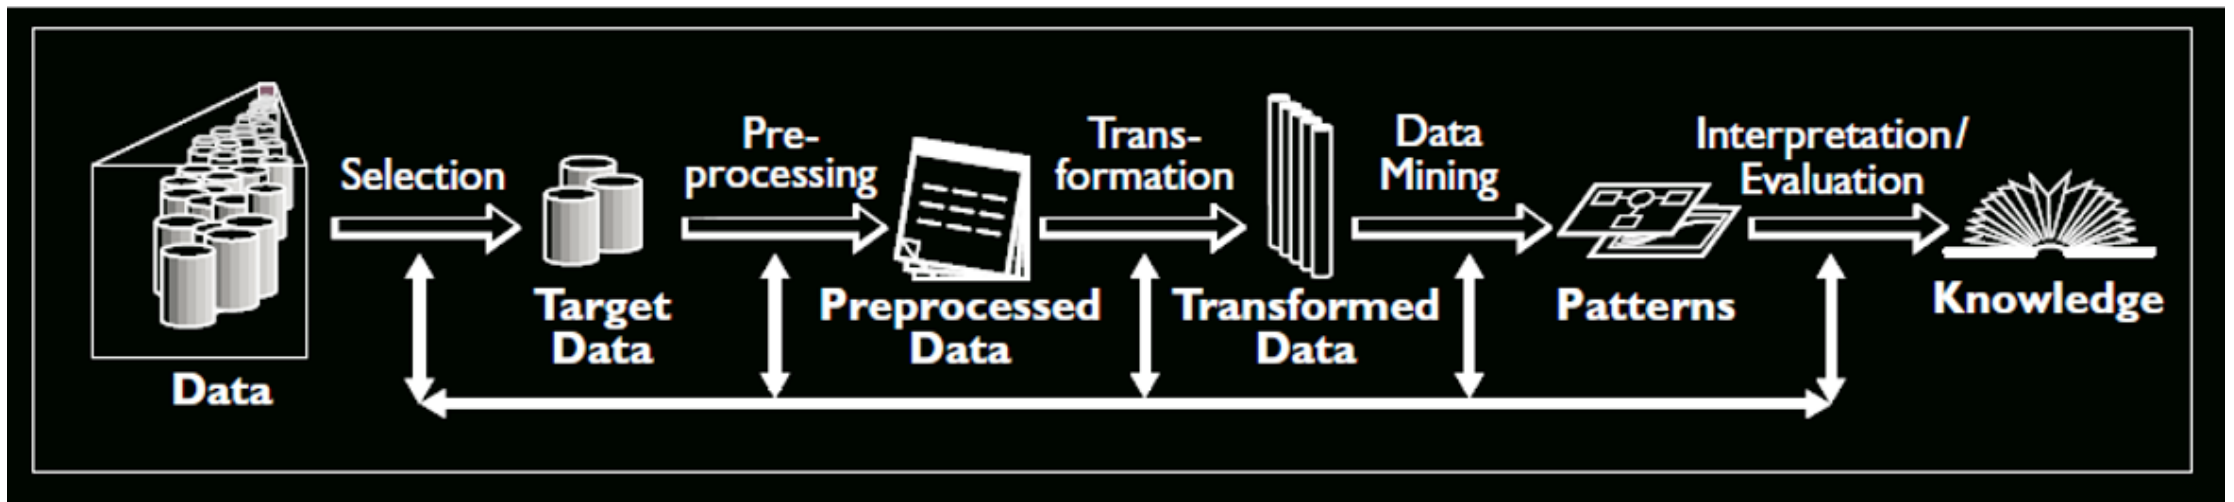 Selection
Pre-
processing
Trans-
formation
Data
Mining
Interpretation/
Evaluation
Data
Target
Data
Preprocessed
Data
Transformed
Data
Patterns
Knowledge